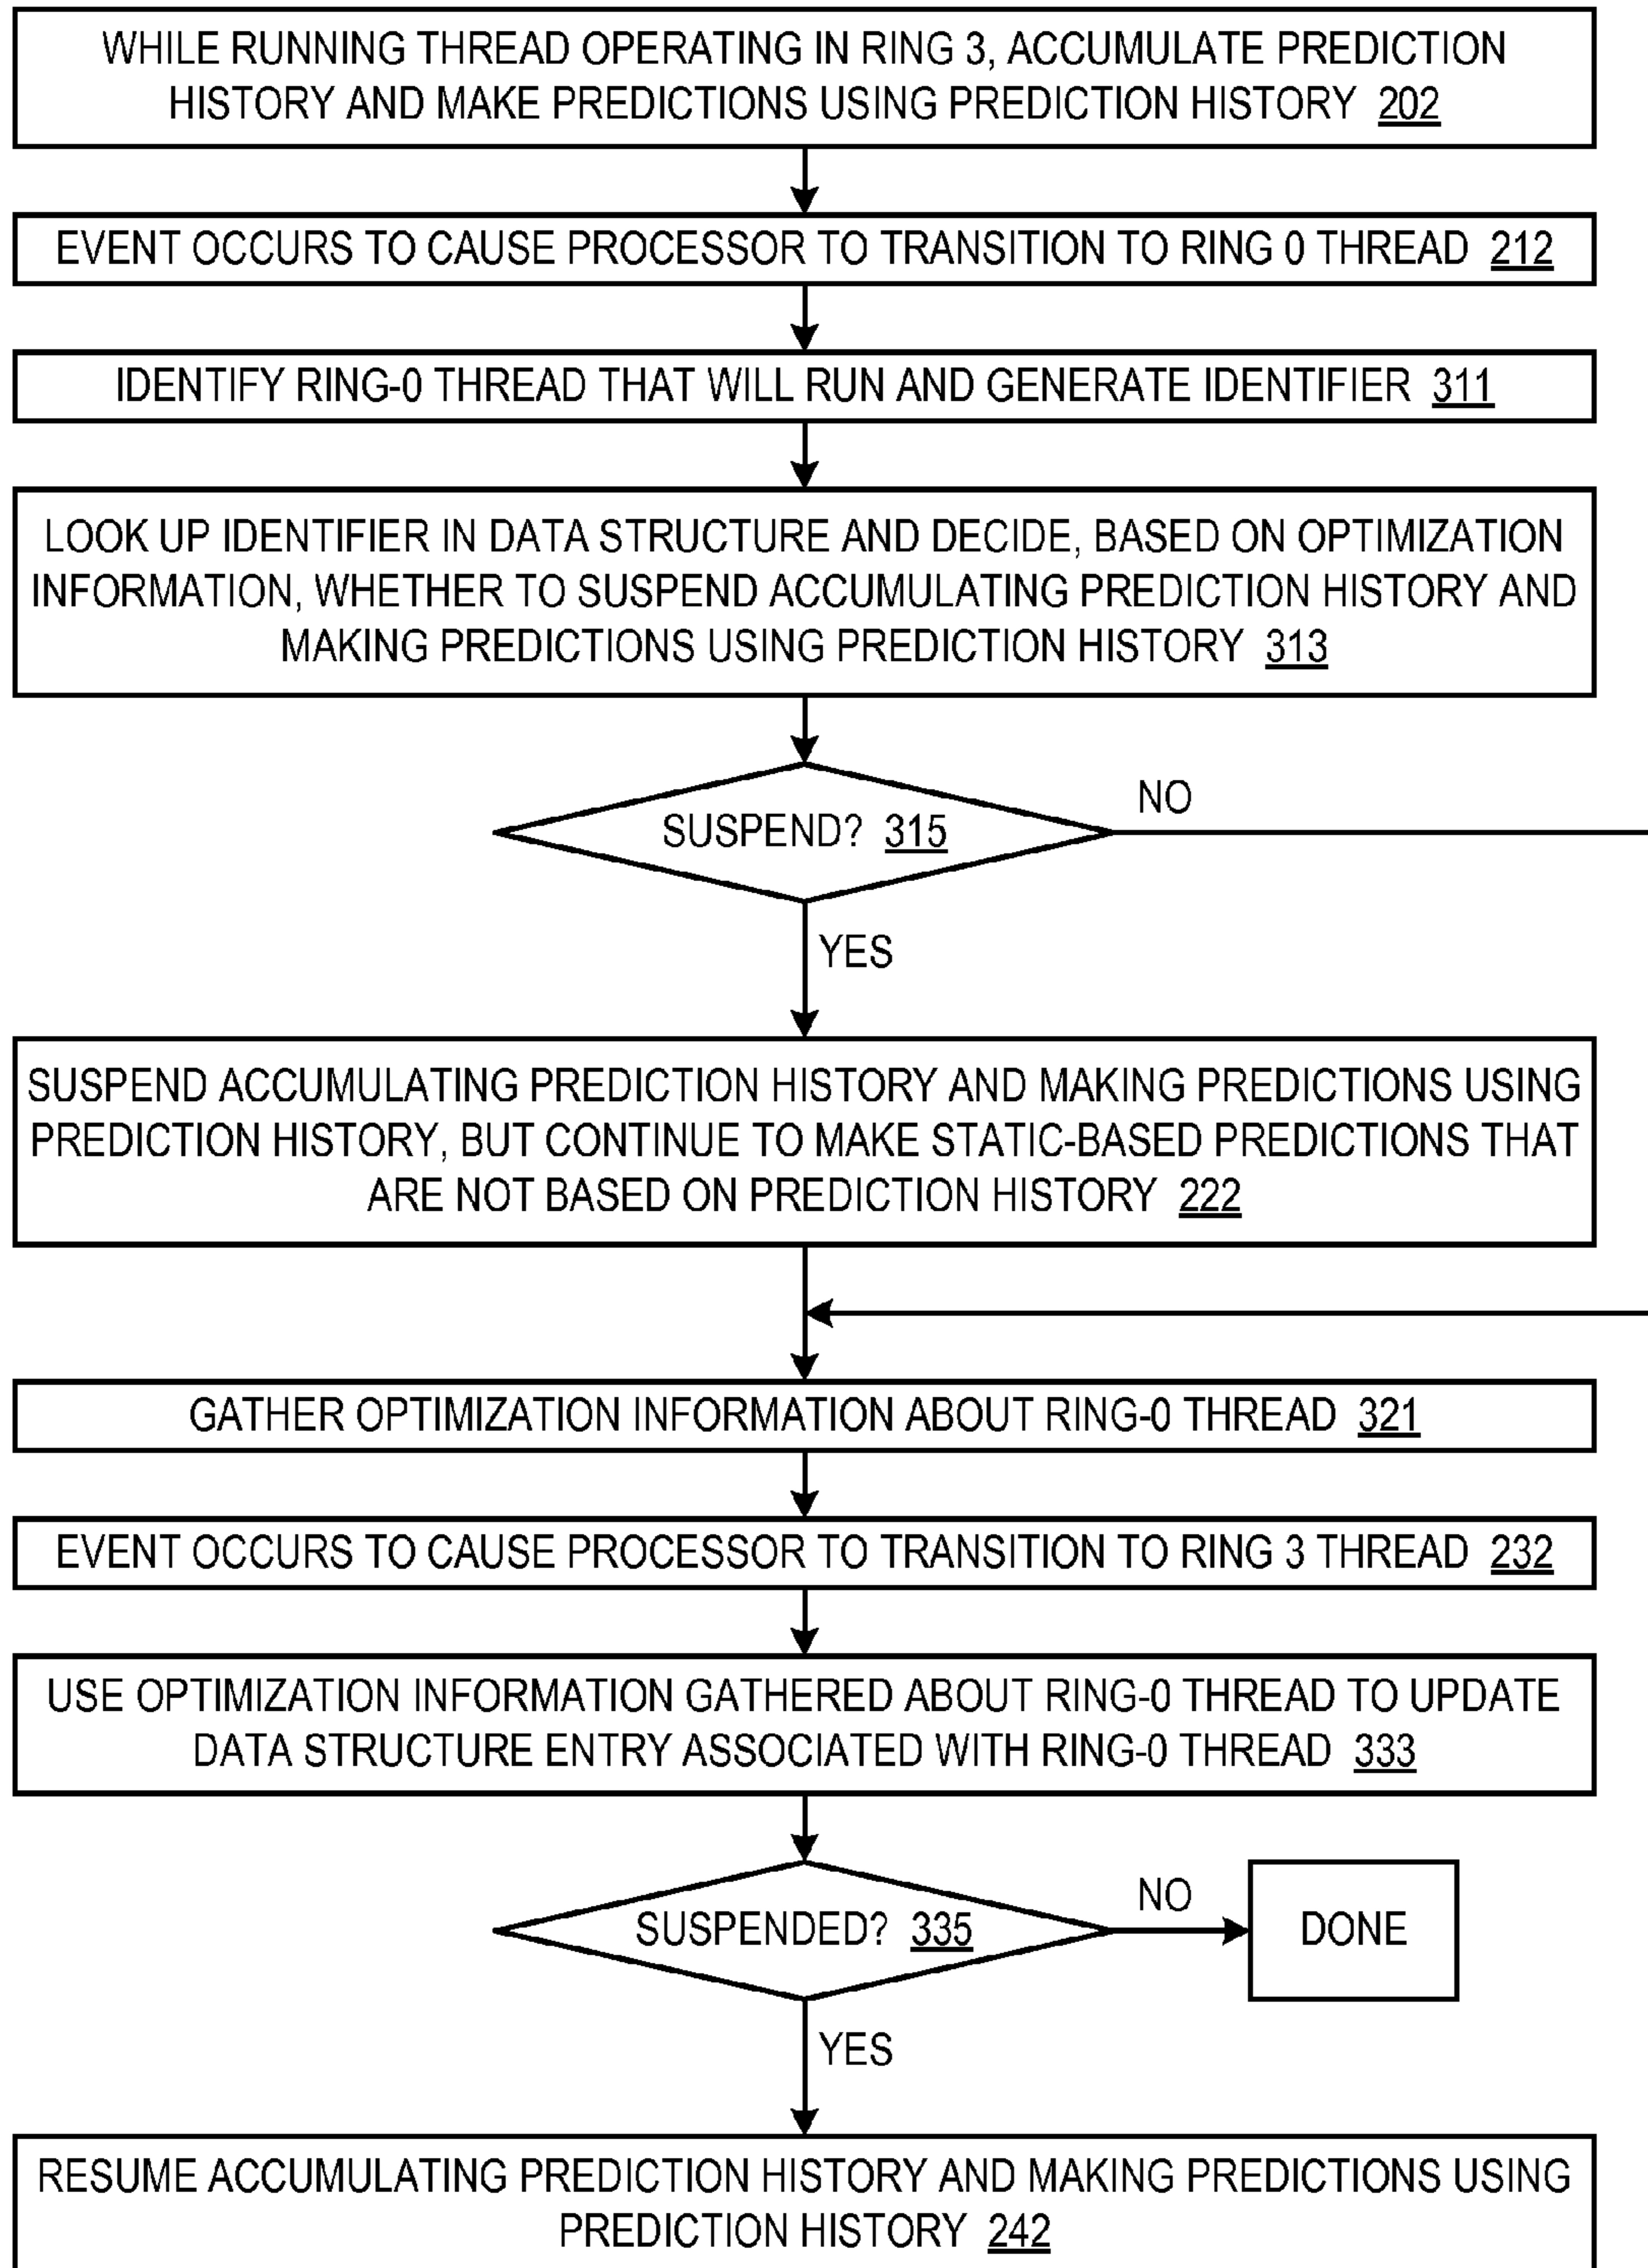 WHILE RUNNING THREAD OPERATING IN RING 3, ACCUMULATE PREDICTION
HISTORY AND MAKE PREDICTIONS USING PREDICTION HISTORY 202
EVENT OCCURS TO CAUSE PROCESSOR TO TRANSITION TO RING 0 THREAD 212
IDENTIFY RING-0 THREAD THAT WILL RUN AND GENERATE IDENTIFIER 311
LOOK UP IDENTIFIER IN DATA STRUCTURE AND DECIDE, BASED ON OPTIMIZATION
INFORMATION, WHETHER TO SUSPEND ACCUMULATING PREDICTION HISTORY AND
MAKING PREDICTIONS USING PREDICTION HISTORY 313
NO
SUSPEND? 315
YES
SUSPEND ACCUMULATING PREDICTION HISTORY AND MAKING PREDICTIONS USING
PREDICTION HISTORY, BUT CONTINUE TO MAKE STATIC-BASED PREDICTIONS THAT
ARE NOT BASED ON PREDICTION HISTORY 222
GATHER OPTIMIZATION INFORMATION ABOUT RING-0 THREAD 321
EVENT OCCURS TO CAUSE PROCESSOR TO TRANSITION TO RING 3 THREAD 232
USE OPTIMIZATION INFORMATION GATHERED ABOUT RING-0 THREAD TO UPDATE
DATA STRUCTURE ENTRY ASSOCIATED WITH RING-0 THREAD 333
NO
SUSPENDED? 335
DONE
YES
RESUME ACCUMULATING PREDICTION HISTORY AND MAKING PREDICTIONS USING
PREDICTION HISTORY 242